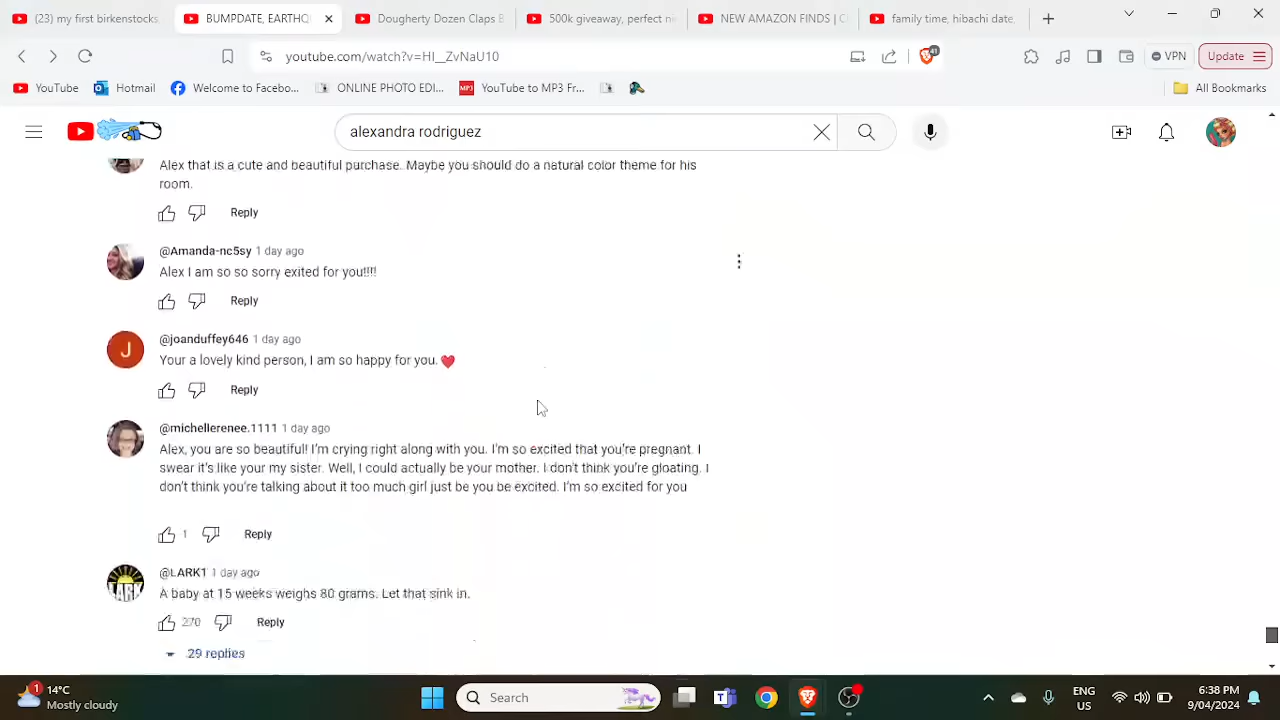 (23) my first birkenstocks,
BUMPDATE, EARTHQU
Dougherty Dozen Claps B
500k giveaway, perfect ni
NEW AMAZON FINDS | C
family time, hibachi date,
youtube.com/watch?v=HI__ZvNaU10
41
VPN
Update
YouTube
Hotmail
Welcome to Facebo...
ONLINE PHOTO EDI...
MP3
YouTube to MP3 Fr...
All Bookmarks
alexandra rodriguez
Alex that is a cute and beautiful purchase. Maybe you should do a natural color theme for his
room.
Reply
@Amanda-nc5sy 1 day ago
Alex I am so so sorry exited for you!!!!
Reply
J
@joanduffey646 1 day ago
Your a lovely kind person, I am so happy for you.
Reply
@michellerenee.1111 1 day ago
Alex, you are so beautiful! I'm crying right along with you. I'm so excited that you're pregnant. I
swear it's like your my sister. Well, I could actually be your mother. I don't think you're gloating. I
don't think you're talking about it too much girl just be you be excited. I'm so excited for you
1
Reply
LARK
@LARK1 1 day ago
A baby at 15 weeks weighs 80 grams. Let that sink in.
270
Reply
29 replies
1
14°C
Mostly cloudy
Search
ENG
US
6:38 PM
9/04/202